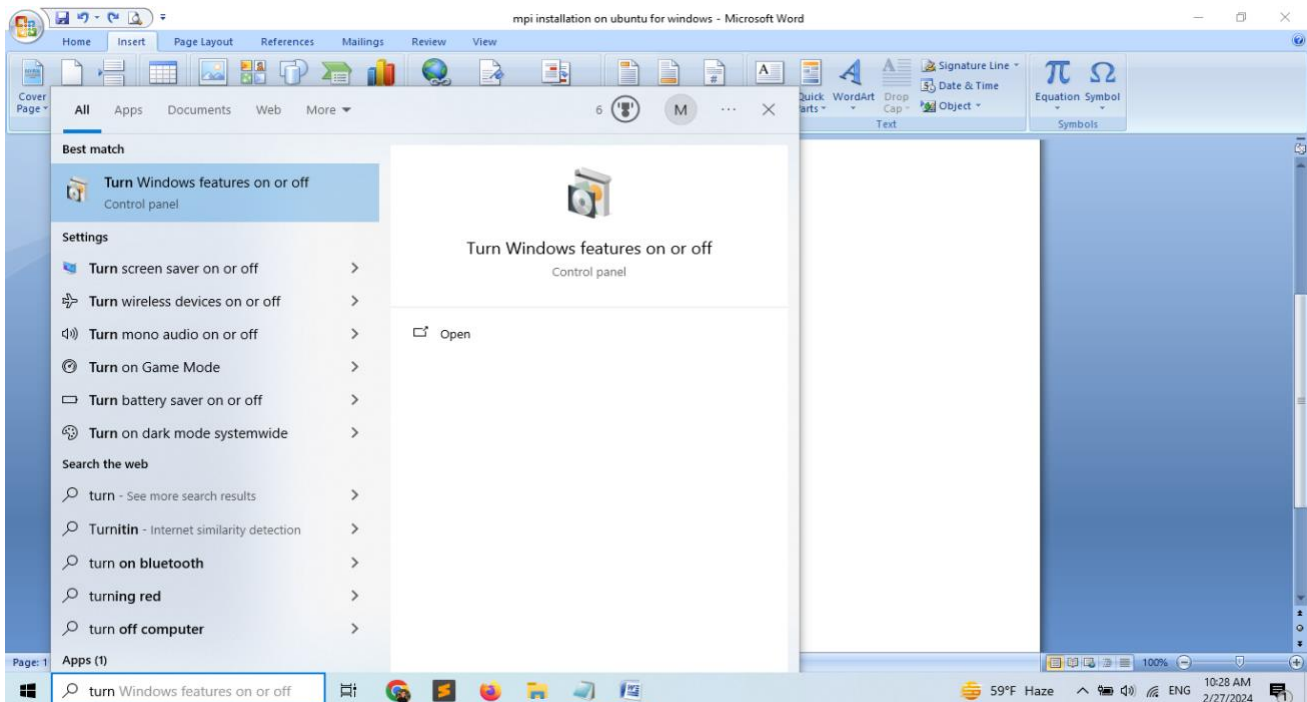 mpi installation on ubuntu for windows - Microsoft Word
Home Insert Page Layout References Mailings Review View
Cover Page
A
Quick Parts
WordArt
Drop Cap
Signature Line
Date & Time
Object
Text
π Equation
Ω Symbol
Symbols
All Apps Documents Web More
6 M ...
Best match
Turn Windows features on or off
Control panel
Settings
Turn screen saver on or off
Turn wireless devices on or off
Turn mono audio on or off
Turn on Game Mode
Turn battery saver on or off
Turn on dark mode systemwide
Search the web
turn - See more search results
Turnitin - Internet similarity detection
turn on bluetooth
turning red
turn off computer
Apps (1)
Turn Windows features on or off
Control panel
Open
Page: 1
100%
turn Windows features on or off
59°F Haze
ENG
10:28 AM
2/27/2024